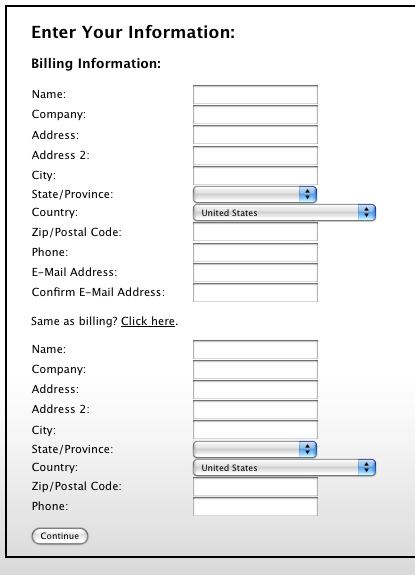 Enter Your Information:
Billing Information:
Name:
Company:
Address:
Address 2:
City:
State/Province:
Country: United States
Zip/Postal Code:
Phone:
E-Mail Address:
Confirm E-Mail Address:
Same as billing? Click here.
Name:
Company:
Address:
Address 2:
City:
State/Province:
Country: United States
Zip/Postal Code:
Phone:
Continue